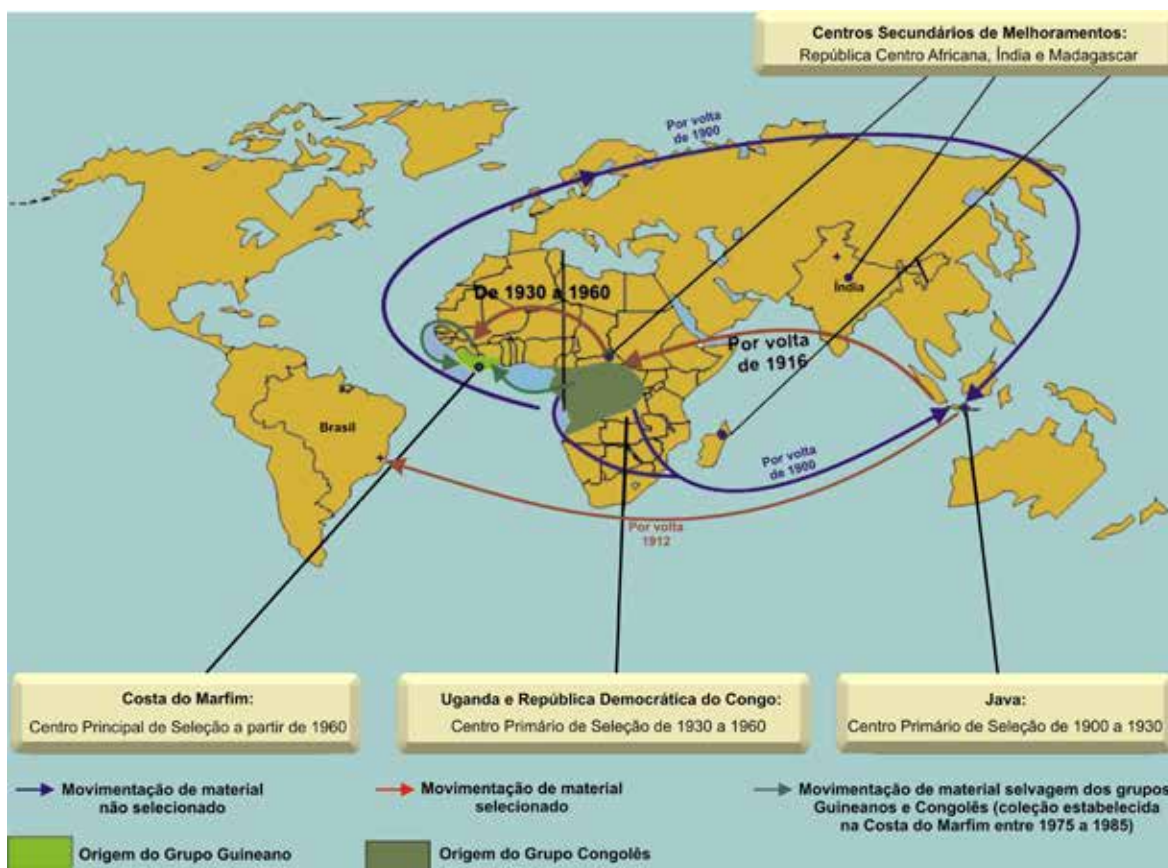 Centros Secundários de Melhoramentos:
República Centro Africana, Índia e Madagascar
Por volta
de 1900
De 1930 a 1960
Índia
Por volta
de 1916
Brasil
Por volta
de 1900
Por volta
1912
Costa do Marfim:
Centro Principal de Seleção a partir de 1960
Uganda e República Democrática do Congo:
Centro Primário de Seleção de 1930 a 1960
Java:
Centro Primário de Seleção de 1900 a 1930
Movimentação de material
não selecionado
Movimentação de material
selecionado
Movimentação de material selvagem dos grupos
Guineanos e Congolês (coleção estabelecida
na Costa do Marfim entre 1975 a 1985)
Origem do Grupo Guineano
Origem do Grupo Congolês